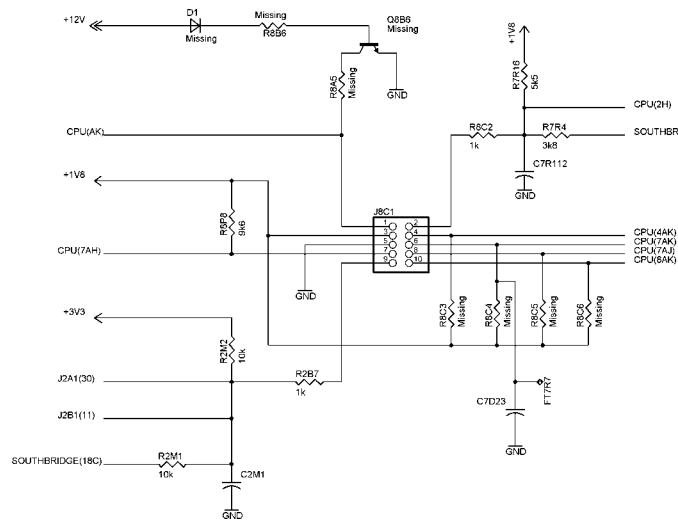 +12V
D1
Missing
Missing
R8B6
Q8B6
Missing
R8A5
Missing
GND
+1V8
R7R16
5k5
CPU(2H)
CPU(AK)
R8C2
1k
R7R4
3k8
SOUTHBR
C7R112
GND
+1V6
R6P8
9k6
J8C1
1
2
3
4
5
6
7
8
9
10
CPU(4AK)
CPU(7AK)
CPU(7AJ)
CPU(8AK)
CPU(7AH)
GND
R8C3
Missing
R8C4
Missing
R8C5
Missing
R8C6
Missing
+3V3
R2M2
10k
J2A1(30)
R2B7
1k
FT7R7
C7D23
GND
J2B1(11)
SOUTHBRIDGE(18C)
R2M1
10k
C2M1
GND